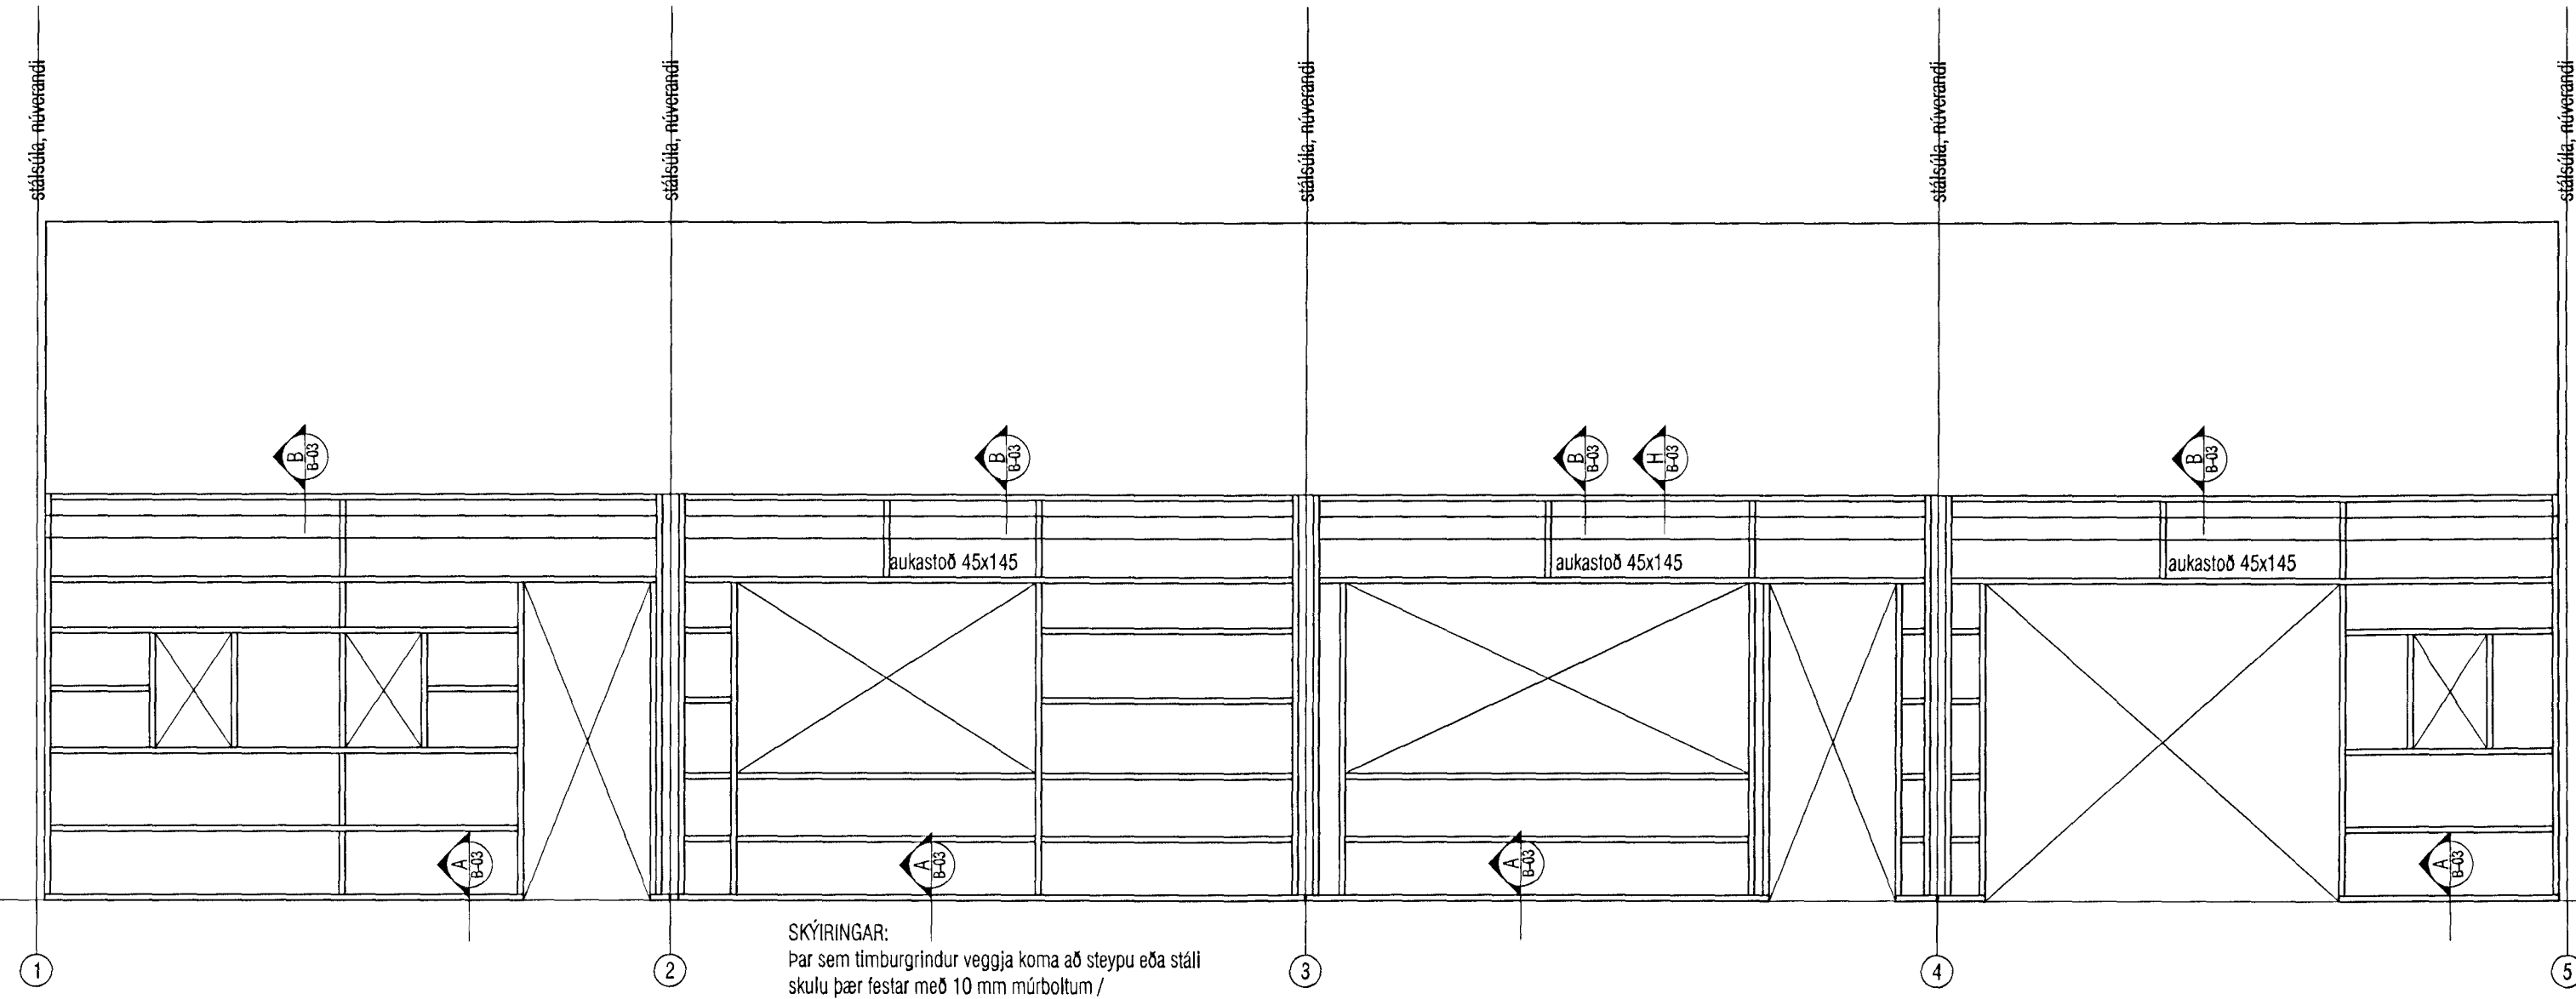 stálsúla, núverandi
stálsúla, núverandi
stálsúla, núverandi
stálsúla, núverandi
stálsúla, núverandi
B
B-03
B
B-03
B
B-03
H
B-03
B
B-03
aukastoð 45x145
aukastoð 45x145
aukastoð 45x145
A
B-03
A
B-03
A
B-03
A
B-03
SKÝRINGAR:
Þar sem timburgrindur veggja koma að steypu eða stáli
skulu þær festar með 10 mm múrboltum /
1
2
3
4
5